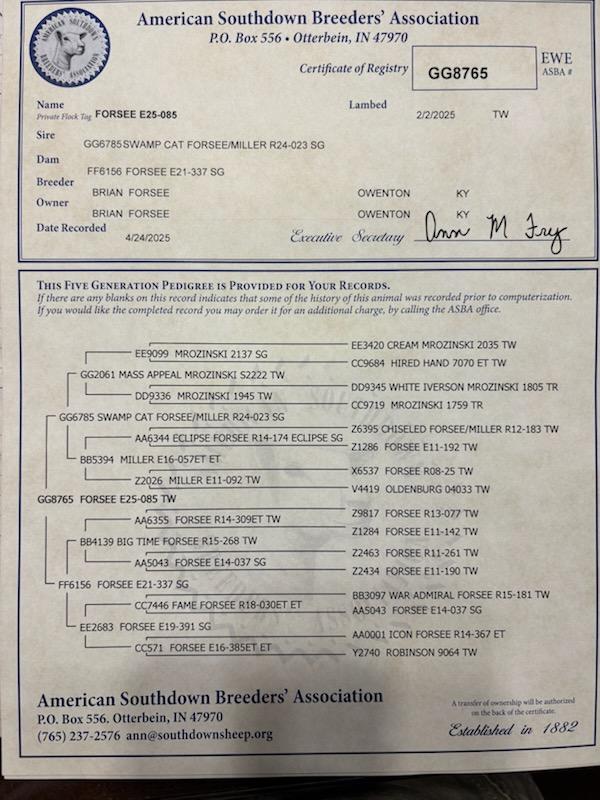 American Southdown Breeders' Association
P.O. Box 556 • Otterbein, IN 47970
AMERICAN SOUTHDOWN BREEDERS' ASSOCIATION
Certificate of Registry GG8765 EWE
ASBA #
Name
Private Flock Tag FORSEE E25-085 Lambed 2/2/2025 TW
Sire
GG6785 SWAMP CAT FORSEE/MILLER R24-023 SG
Dam
FF6156 FORSEE E21-337 SG
Breeder
BRIAN FORSEE OWENTON KY
Owner
BRIAN FORSEE OWENTON KY
Date Recorded 4/24/2025 Executive Secretary Ann M Fry
THIS FIVE GENERATION PEDIGREE IS PROVIDED FOR YOUR RECORDS.
If there are any blanks on this record indicates that some of the history of this animal was recorded prior to computerization.
If you would like the completed record you may order it for an additional charge, by calling the ASBA office.
EE3420 CREAM MROZINSKI 2035 TW
EE9099 MROZINSKI 2137 SG
CC9684 HIRED HAND 7070 ET TW
GG2061 MASS APPEAL MROZINSKI S2222 TW
DD9345 WHITE IVERSON MROZINSKI 1805 TR
DD9336 MROZINSKI 1945 TW
CC9719 MROZINSKI 1759 TR
GG6785 SWAMP CAT FORSEE/MILLER R24-023 SG
Z6395 CHISELED FORSEE/MILLER R12-183 TW
AA6344 ECLIPSE FORSEE R14-174 ECLIPSE SG
Z1286 FORSEE E11-192 TW
BB5394 MILLER E16-057ET ET
X6537 FORSEE R08-25 TW
Z2026 MILLER E11-092 TW
V4419 OLDENBURG 04033 TW
GG8765 FORSEE E25-085 TW
Z9817 FORSEE R13-077 TW
AA6355 FORSEE R14-309ET TW
Z1284 FORSEE E11-142 TW
BB4139 BIG TIME FORSEE R15-268 TW
Z2463 FORSEE R11-261 TW
AA5043 FORSEE E14-037 SG
Z2434 FORSEE E11-190 TW
FF6156 FORSEE E21-337 SG
BB3097 WAR ADMIRAL FORSEE R15-181 TW
CC7446 FAME FORSEE R18-030ET ET
AA5043 FORSEE E14-037 SG
EE2683 FORSEE E19-391 SG
AA0001 ICON FORSEE R14-367 ET
CC571 FORSEE E16-385ET ET
Y2740 ROBINSON 9064 TW
American Southdown Breeders' Association
P.O. Box 556. Otterbein, IN 47970
(765) 237-2576 ann@southdownsheep.org
A transfer of ownership will be authorized
on the back of the certificate.
Established in 1882